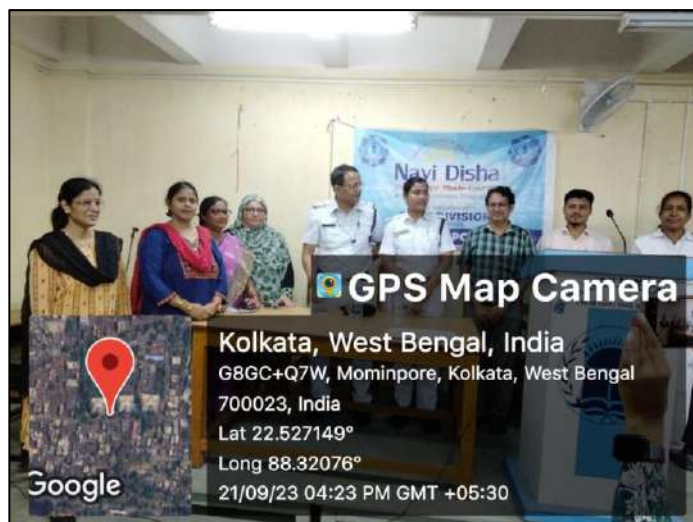 Navi Disha
DIVISION
GPS Map Camera
Kolkata, West Bengal, India
G8GC+Q7W, Mominpore, Kolkata, West Bengal
700023, India
Lat 22.527149°
Long 88.32076°
21/09/23 04:23 PM GMT +05:30
Google